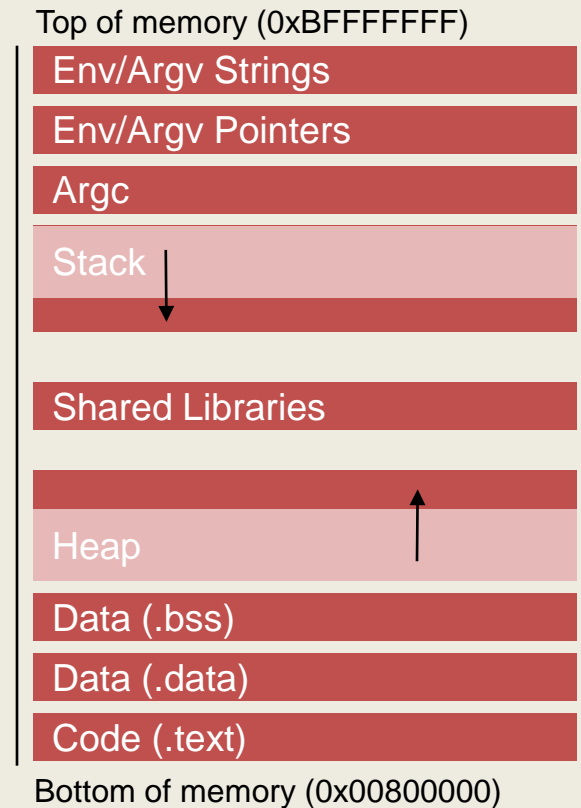 Top of memory (0xBFFFFFFF)
Env/Argv Strings
Env/Argv Pointers
Argc
Stack
Shared Libraries
Heap
Data (.bss)
Data (.data)
Code (.text)
Bottom of memory (0x00800000)